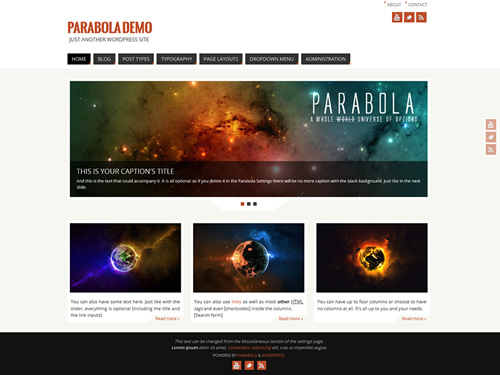 ABOUT
CONTACT
PARABOLA DEMO
JUST ANOTHER WORDPRESS SITE
HOME
BLOG
POST TYPES
TYPOGRAPHY
PAGE LAYOUTS
DROPDOWN MENU
ADMINISTRATION
PARABOLA
A WHOLE WORLD UNIVERSE OF OPTIONS
THIS IS YOUR CAPTION'S TITLE
And this is the text that could accompany it. It is all optional so if you delete it in the Parabola Settings there will be no more caption with the black background. Just like in the next
slide.
You can also have some text here. Just like with the
slider, everything is optional (including the title and
the link inputs)
Read more »
You can also use links as well as most other HTML
tags and even [shortcodes] inside the columns.
[Search form]
Read more »
You can have up to four columns or choose to have
no columns at all. It's all up to you and your needs.
Read more »
This text can be changed from the Miscellaneous section of the settings page.
Lorem ipsum dolor sit amet, consectetur adipiscing elit, cras ut imperdiet augue.
POWERED BY PARABOLA & WORDPRESS.